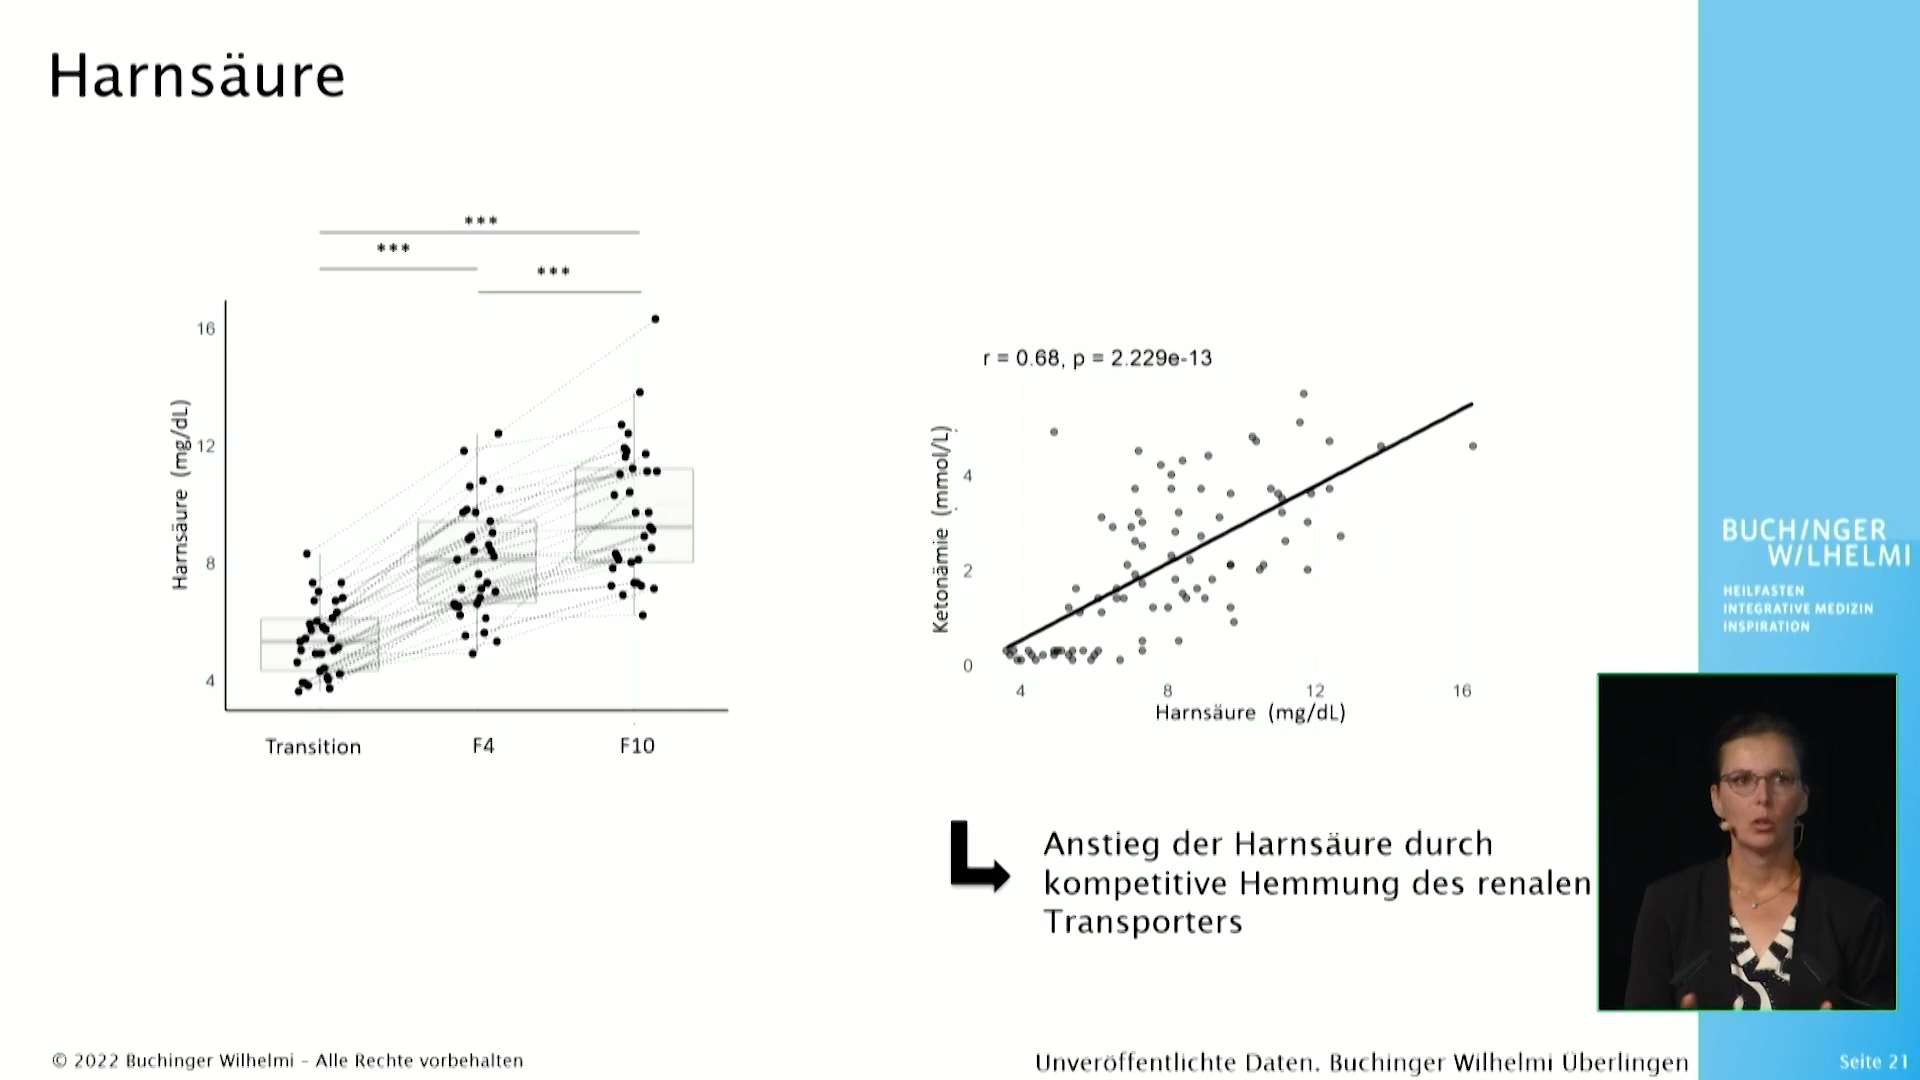 Harnsäure
***
***
***
16
12
8
4
Harnsäure (mg/dL)
Transition
F4
F10
r = 0.68, p = 2.229e-13
Ketonämie (mmol/L)
4
2
0
4
8
12
16
Harnsäure (mg/dL)
Anstieg der Harnsäure durch
kompetitive Hemmung des renalen
Transporters
BUCHINGER
WILHELMI
HEILFASTEN
INTEGRATIVE MEDIZIN
INSPIRATION
© 2022 Buchinger Wilhelmi – Alle Rechte vorbehalten
Unveröffentlichte Daten. Buchinger Wilhelmi Überlingen
Seite 21